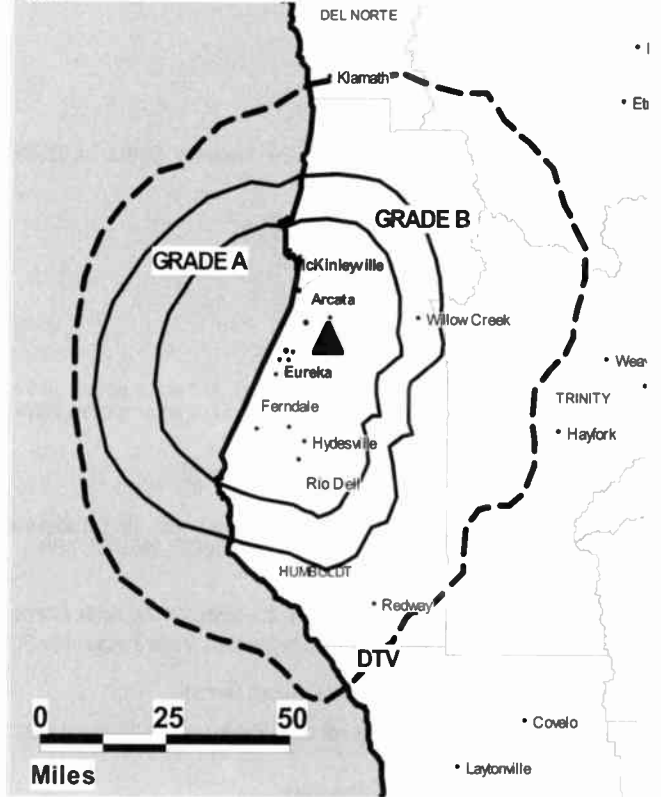 DEL NORTE
Klamath
GRADE B
GRADE A
McKinleyville
Arcata
Willow Creek
Eureka
TRINITY
Ferndale
Hayfork
Hydesville
Rio Dell
HUMBOLDT
Redway
DTV
0 25 50
Covelo
Miles
Laytonville